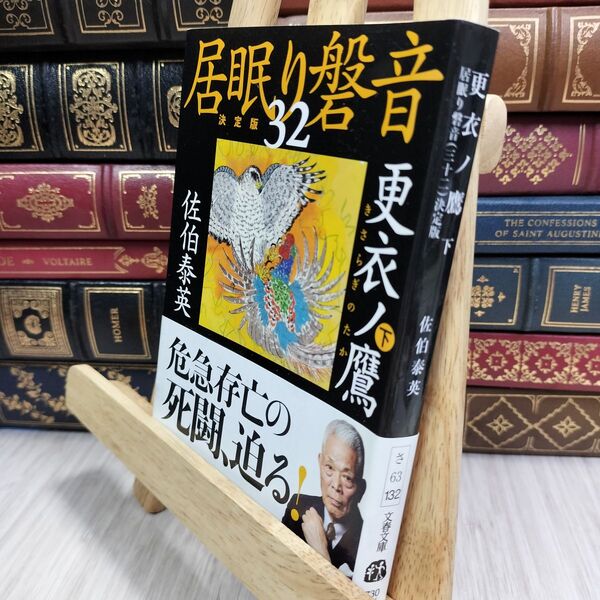 居眠り磐音
決定版
32
更衣ノ鷹
きさらぎのたか
下
佐伯泰英
危急存亡の
死闘、迫る!
更衣ノ鷹 下
居眠り磐音(三十二)決定版
佐伯泰英
さ
63
132
文春文庫
730
VOLTAIRE
HOMER
THE CONFESSIONS
OF SAINT AUGUSTINE
HENRY
JAMES